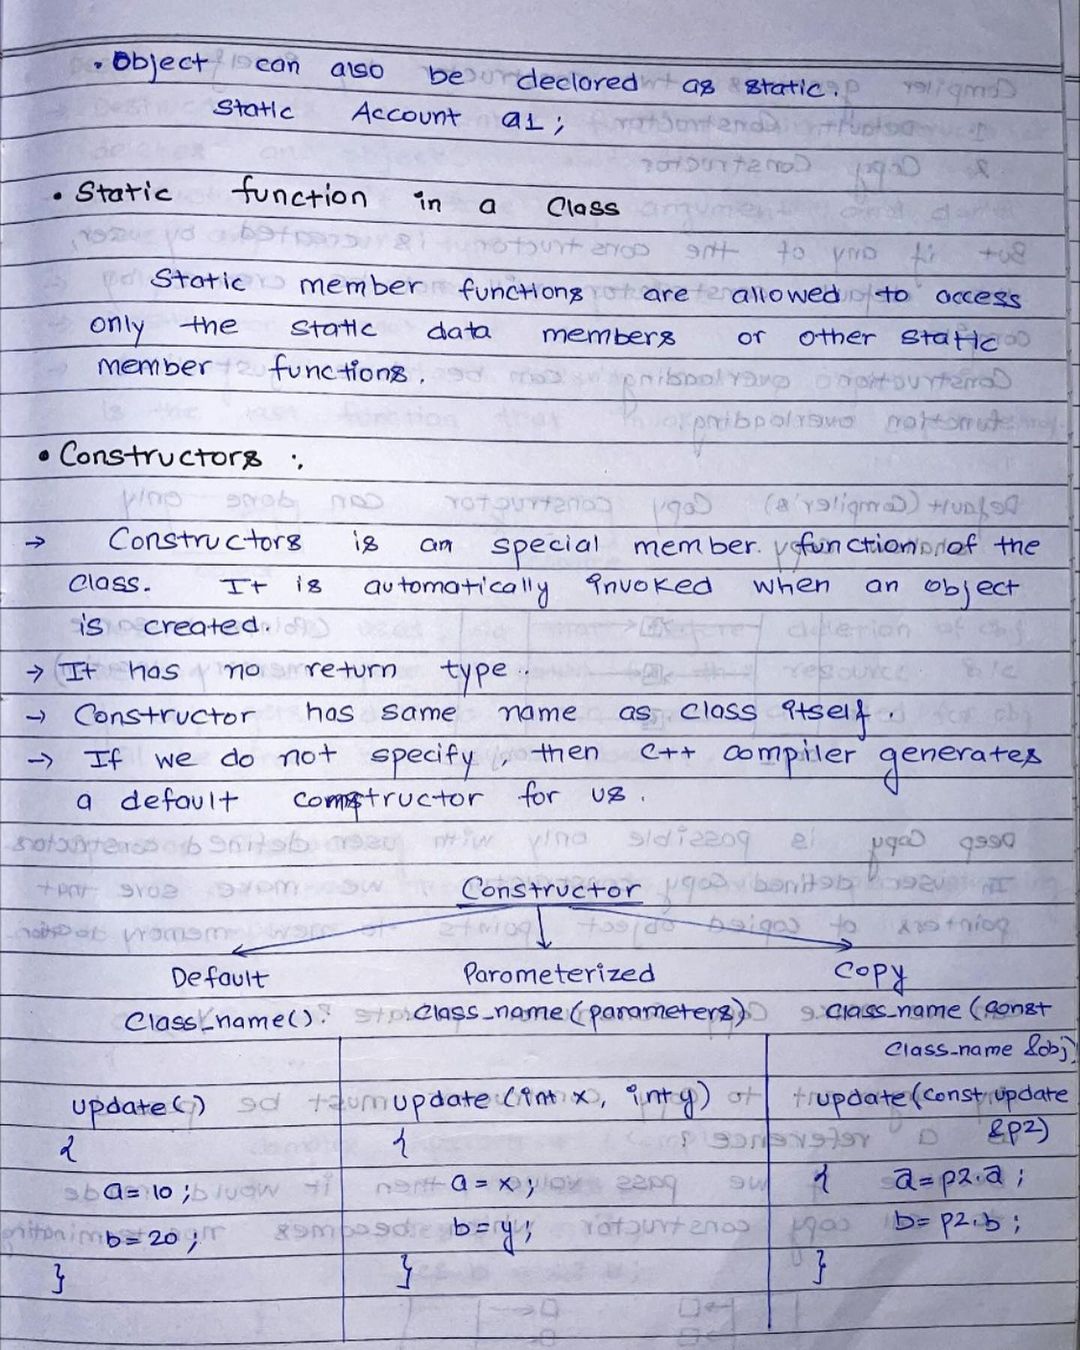 • Object can also be declared as static.
Static Account a1;
• Static function in a Class
Static member functions are allowed to access
only the static data members or other static
member functions.
• Constructors :
→ Constructors is an special member function of the
Class. It is automatically invoked when an object
is created.
→ It has no return type.
→ Constructor has same name as class itself.
→ If we do not specify, then C++ compiler generates
a default constructor for us.
Constructor
Default Parameterized Copy
Class_name(). class_name(parameters) class_name(const
Class_name &obj)
update() update(int x, int y) update(const update
&p2)
{ {
a=10; a=x; { a=p2.a;
b=20; b=y; b=p2.b;
} } }